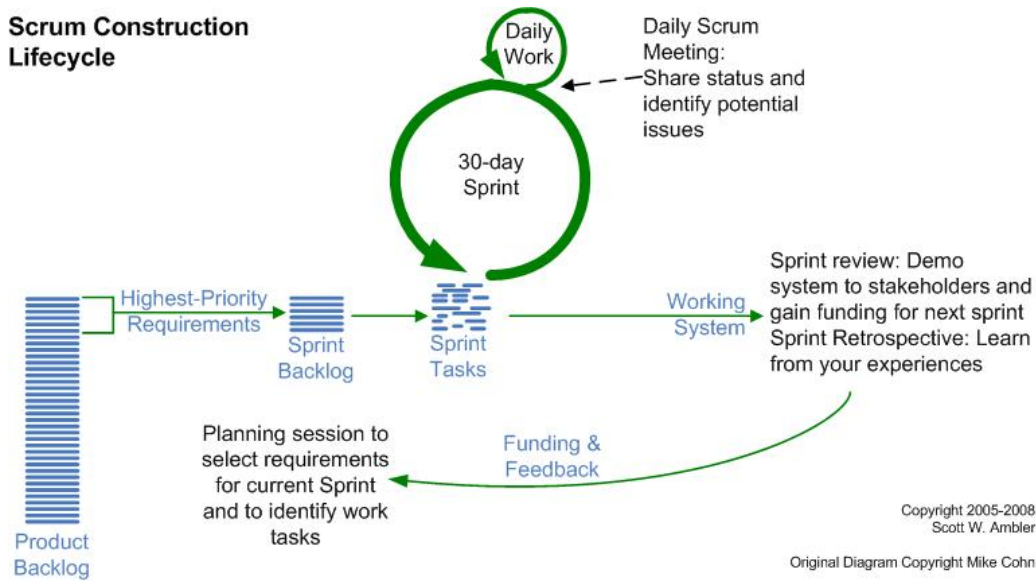 Scrum Construction
Lifecycle
Daily
Work
Daily Scrum
Meeting:
Share status and
identify potential
issues
30-day
Sprint
Highest-Priority
Requirements
Sprint
Backlog
Sprint
Tasks
Working
System
Sprint review: Demo
system to stakeholders and
gain funding for next sprint
Sprint Retrospective: Learn
from your experiences
Planning session to
select requirements
for current Sprint
and to identify work
tasks
Funding &
Feedback
Product
Backlog
Copyright 2005-2008
Scott W. Ambler
Original Diagram Copyright Mike Cohn